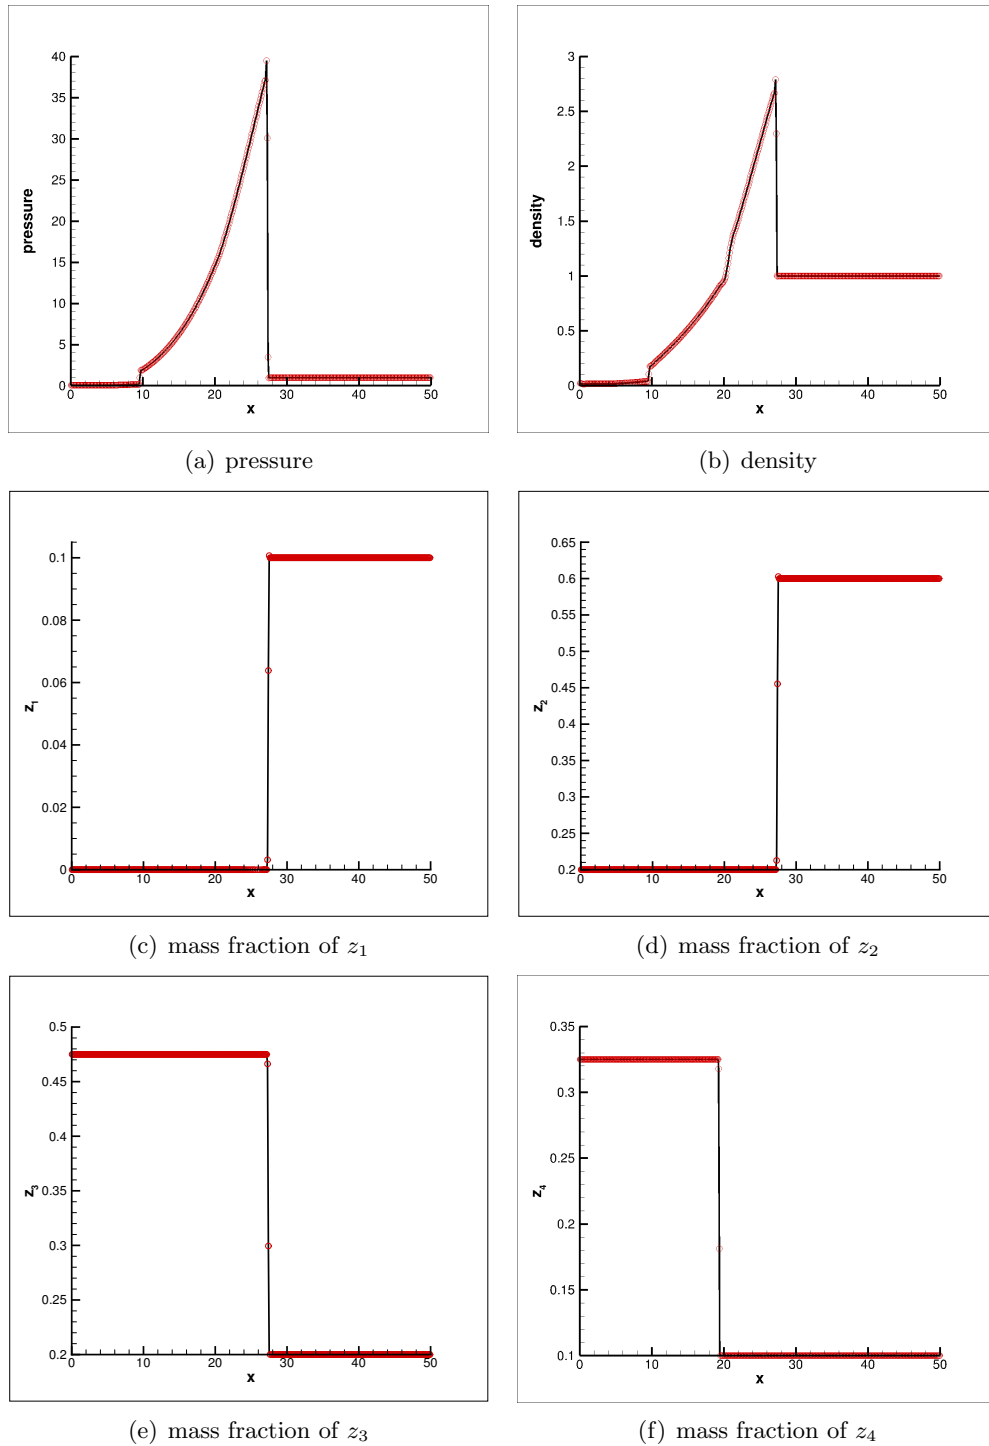 40
35
30
25
20
15
10
5
0
pressure
0 10 20 30 40 50
x
(a) pressure
3
2.5
2
1.5
1
0.5
0
density
0 10 20 30 40 50
x
(b) density
0.1
0.08
0.06
0.04
0.02
0
z1
0 10 20 30 40 50
x
(c) mass fraction of z1
0.65
0.6
0.55
0.5
0.45
0.4
0.35
0.3
0.25
0.2
z2
0 10 20 30 40 50
x
(d) mass fraction of z2
0.5
0.45
0.4
0.35
0.3
0.25
0.2
z3
0 10 20 30 40 50
x
(e) mass fraction of z3
0.35
0.3
0.25
0.2
0.15
0.1
z4
0 10 20 30 40 50
x
(f) mass fraction of z4